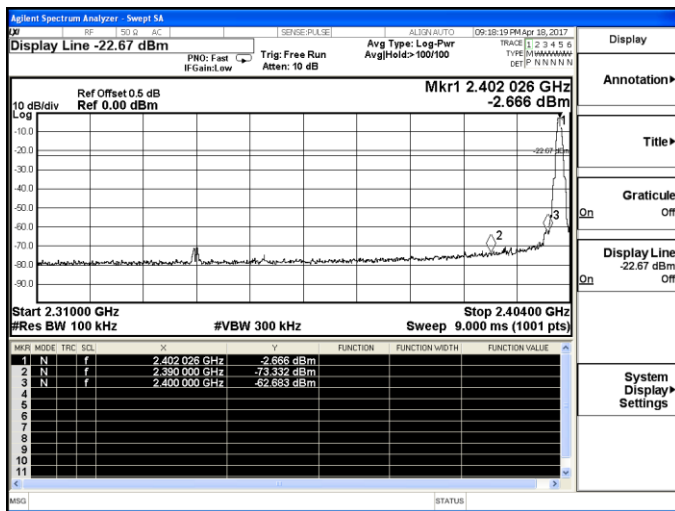 Agilent Spectrum Analyzer - Swept SA
LXI RF 50 Ω AC SENSE:PULSE ALIGN AUTO 09:18:19 PM Apr 18, 2017
Display Line -22.67 dBm
PNO: Fast
IFGain:Low
Trig: Free Run
Atten: 10 dB
Avg Type: Log-Pwr
Avg|Hold:>100/100
TRACE 1 2 3 4 5 6
TYPE M W W W W W
DET P N N N N N
Mkr1 2.402 026 GHz
-2.666 dBm
Ref Offset 0.5 dB
10 dB/div Ref 0.00 dBm
Log
-10.0
-20.0
-30.0
-40.0
-50.0
-60.0
-70.0
-80.0
-90.0
1
-22.67 dBm
3
2
Start 2.31000 GHz Stop 2.40400 GHz
#Res BW 100 kHz #VBW 300 kHz Sweep 9.000 ms (1001 pts)
MKR MODE TRC SCL X Y FUNCTION FUNCTION WIDTH FUNCTION VALUE
1 N f 2.402 026 GHz -2.666 dBm
2 N f 2.390 000 GHz -73.332 dBm
3 N f 2.400 000 GHz -62.683 dBm
4
5
6
7
8
9
10
11
MSG STATUS
Display
Annotation
Title
Graticule
On Off
Display Line
-22.67 dBm
On Off
System
Display
Settings